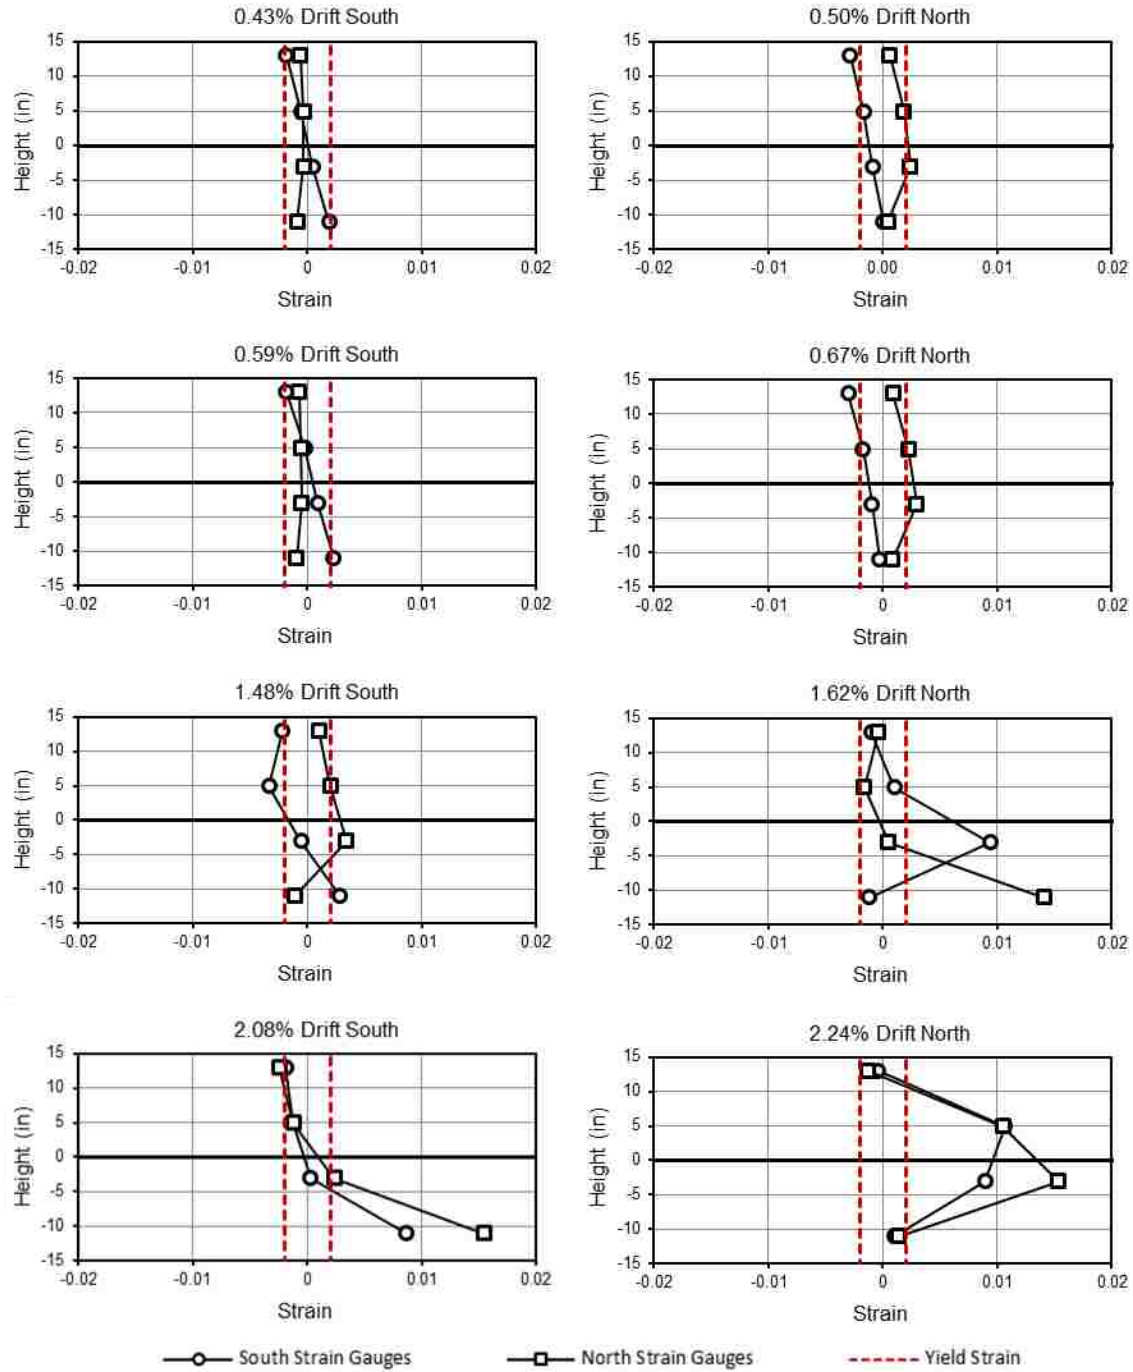 0.43% Drift South
15
10
5
0
-5
-10
-15
Height (in)
-0.02 -0.01 0 0.01 0.02
Strain
0.50% Drift North
15
10
5
0
-5
-10
-15
Height (in)
-0.02 -0.01 0.00 0.01 0.02
Strain
0.59% Drift South
15
10
5
0
-5
-10
-15
Height (in)
-0.02 -0.01 0 0.01 0.02
Strain
0.67% Drift North
15
10
5
0
-5
-10
-15
Height (in)
-0.02 -0.01 0 0.01 0.02
Strain
1.48% Drift South
15
10
5
0
-5
-10
-15
Height (in)
-0.02 -0.01 0 0.01 0.02
Strain
1.62% Drift North
15
10
5
0
-5
-10
-15
Height (in)
-0.02 -0.01 0 0.01 0.02
Strain
2.08% Drift South
15
10
5
0
-5
-10
-15
Height (in)
-0.02 -0.01 0 0.01 0.02
Strain
2.24% Drift North
15
10
5
0
-5
-10
-15
Height (in)
-0.02 -0.01 0 0.01 0.02
Strain
South Strain Gauges North Strain Gauges Yield Strain